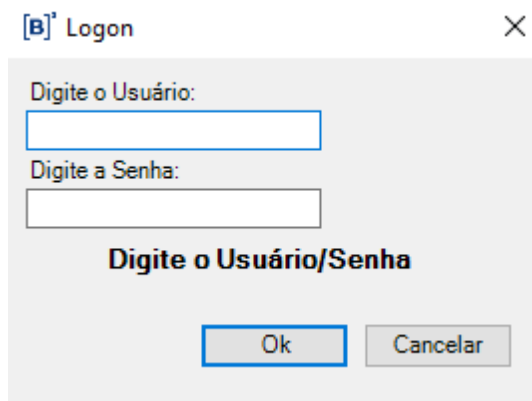 [B]³ Logon
Digite o Usuário:
Digite a Senha:
Digite o Usuário/Senha
Ok Cancelar